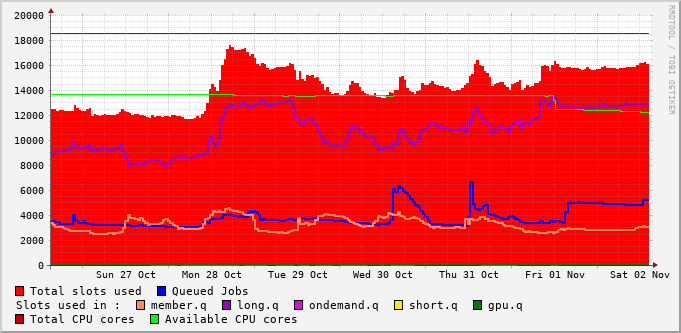 20000
18000
16000
14000
12000
10000
8000
6000
4000
2000
0
Sun 27 Oct Mon 28 Oct Tue 29 Oct Wed 30 Oct Thu 31 Oct Fri 01 Nov Sat 02 Nov
Total slots used Queued Jobs
Slots used in : member.q long.q ondemand.q short.q gpu.q
Total CPU cores Available CPU cores
RRDTOOL / TOBI OETIKER